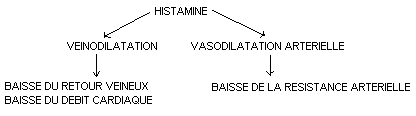 HISTAMINE
VEINODILATATION
VASODILATATION ARTERIELLE
BAISSE DU RETOUR VEINEUX
BAISSE DU DEBIT CARDIAQUE
BAISSE DE LA RESISTANCE ARTERIELLE